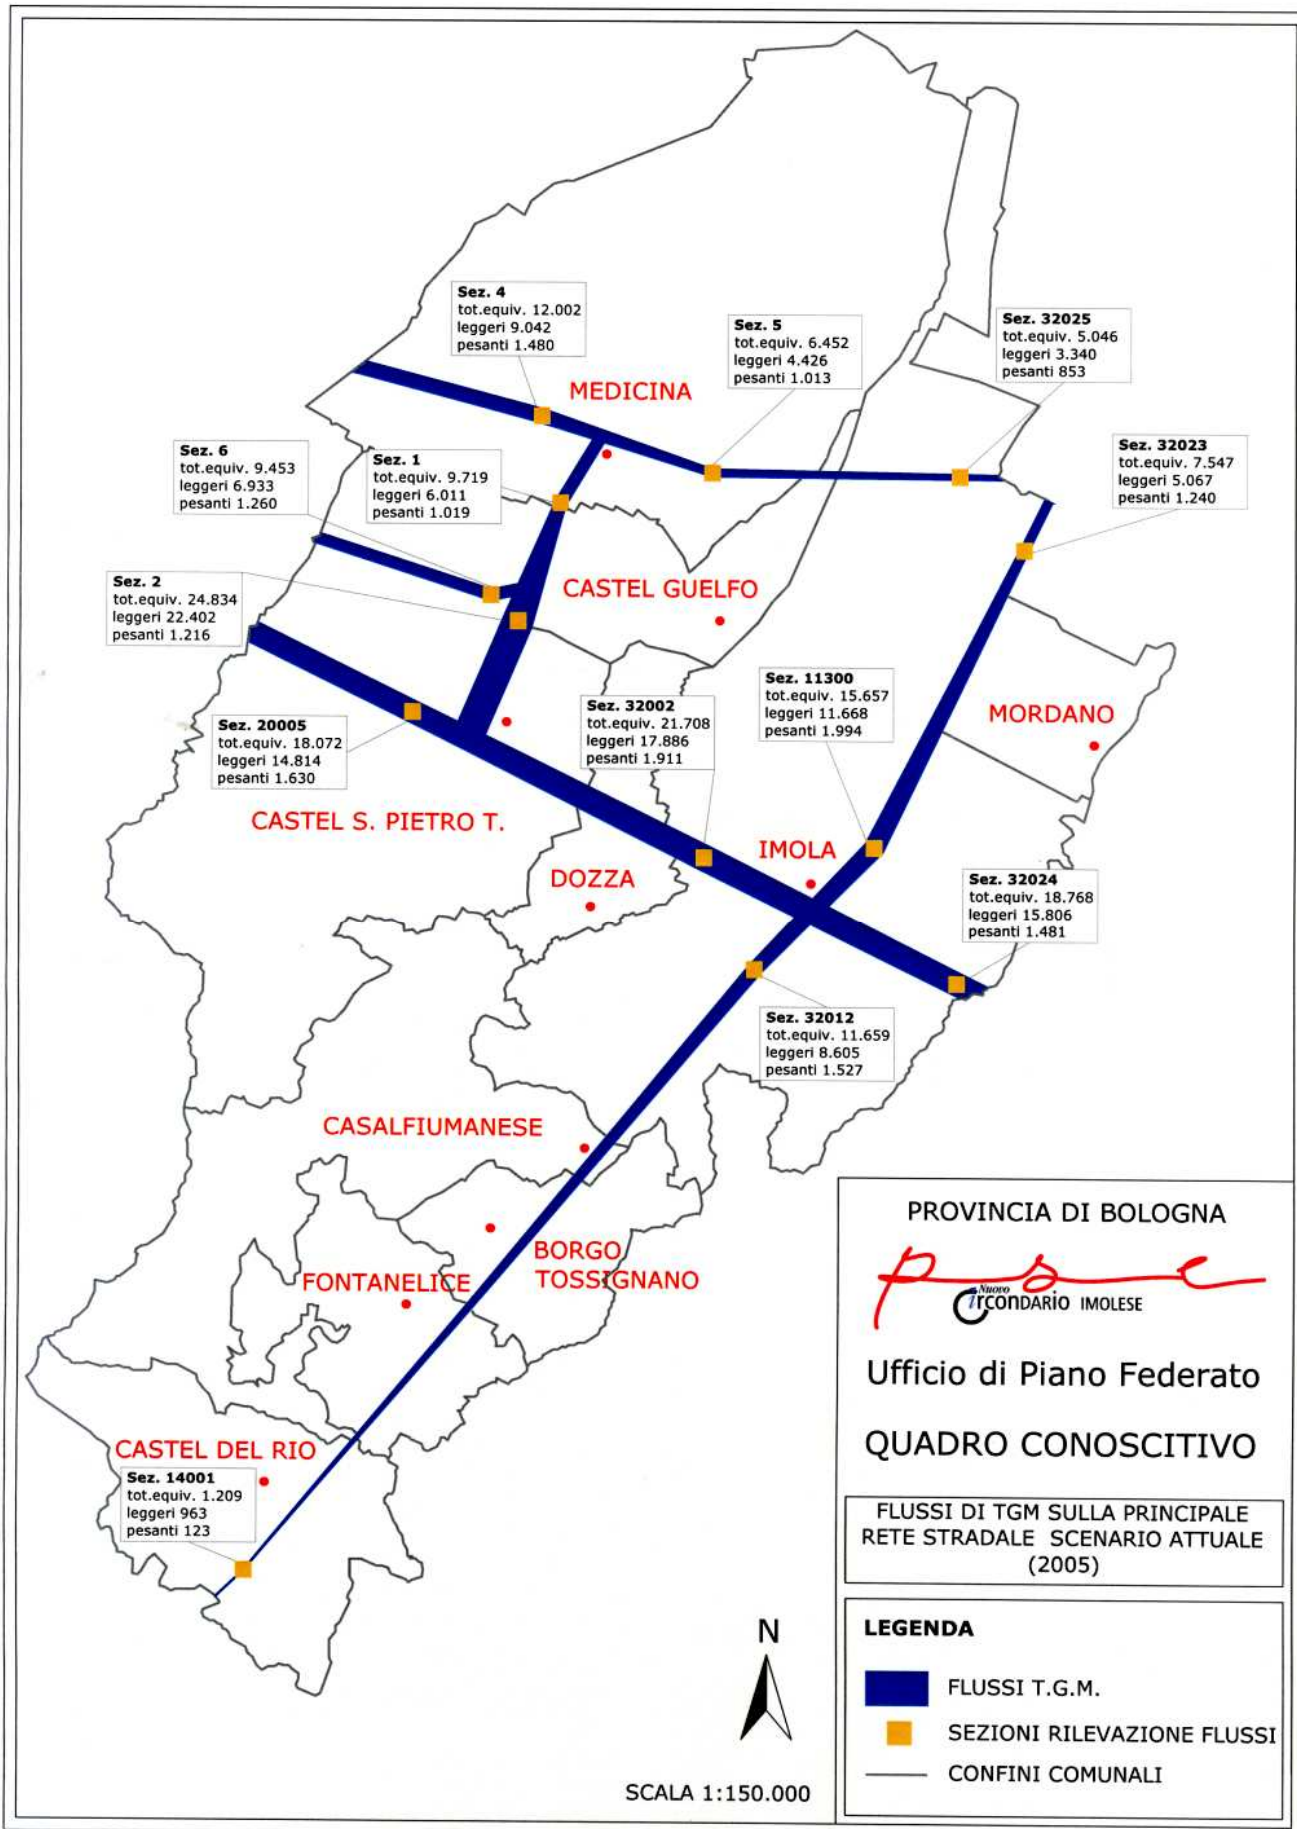 Sez. 4
tot.equiv. 12.002
leggeri 9.042
pesanti 1.480
Sez. 5
tot.equiv. 6.452
leggeri 4.426
pesanti 1.013
Sez. 32025
tot.equiv. 5.046
leggeri 3.340
pesanti 853
MEDICINA
Sez. 6
tot.equiv. 9.453
leggeri 6.933
pesanti 1.260
Sez. 1
tot.equiv. 9.719
leggeri 6.011
pesanti 1.019
Sez. 32023
tot.equiv. 7.547
leggeri 5.067
pesanti 1.240
Sez. 2
tot.equiv. 24.834
leggeri 22.402
pesanti 1.216
CASTEL GUELFO
Sez. 20005
tot.equiv. 18.072
leggeri 14.814
pesanti 1.630
Sez. 32002
tot.equiv. 21.708
leggeri 17.886
pesanti 1.911
Sez. 11300
tot.equiv. 15.657
leggeri 11.668
pesanti 1.994
MORDANO
CASTEL S. PIETRO T.
IMOLA
DOZZA
Sez. 32024
tot.equiv. 18.768
leggeri 15.806
pesanti 1.481
Sez. 32012
tot.equiv. 11.659
leggeri 8.605
pesanti 1.527
CASALFIUMANESE
BORGO
TOSSIGNANO
FONTANELICE
CASTEL DEL RIO
Sez. 14001
tot.equiv. 1.209
leggeri 963
pesanti 123
PROVINCIA DI BOLOGNA
psc
Nuovo
CirconDARIO IMOLESE
Ufficio di Piano Federato
QUADRO CONOSCITIVO
FLUSSI DI TGM SULLA PRINCIPALE
RETE STRADALE SCENARIO ATTUALE
(2005)
LEGENDA
FLUSSI T.G.M.
SEZIONI RILEVAZIONE FLUSSI
CONFINI COMUNALI
N
SCALA 1:150.000